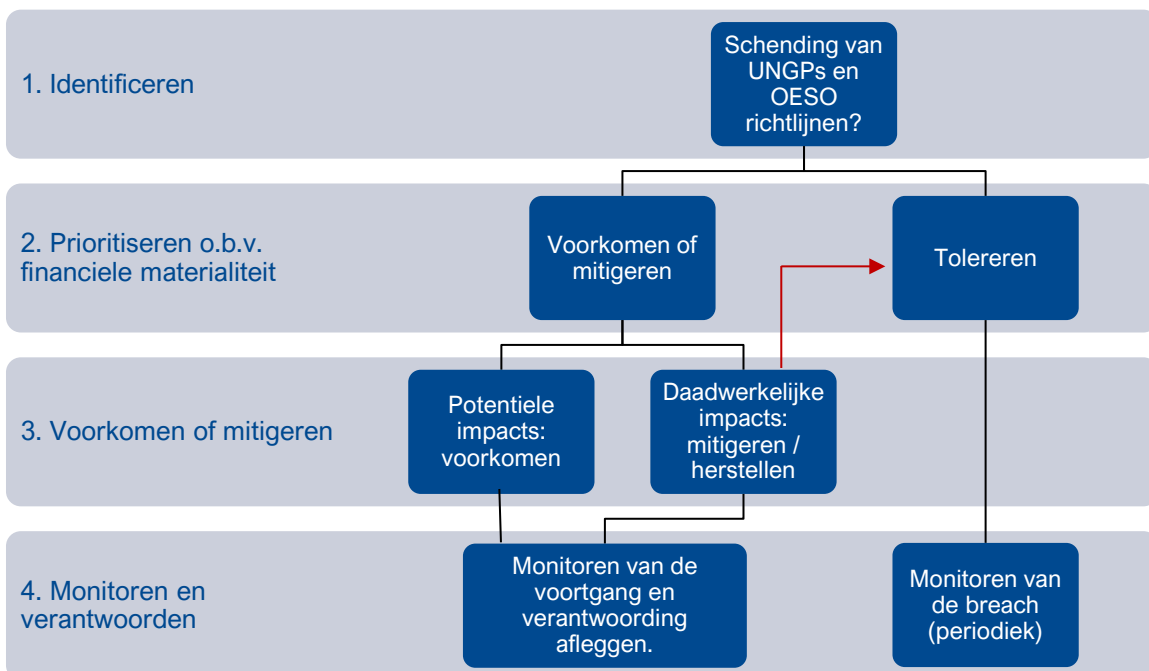 1. Identificeren
Schending van
UNGPs en
OESO
richtlijnen?
2. Prioritiseren o.b.v.
financiele materialiteit
Voorkomen of
mitigeren
Tolereren
3. Voorkomen of mitigeren
Potentiele
impacts:
voorkomen
Daadwerkelijke
impacts:
mitigeren /
herstellen
4. Monitoren en
verantwoorden
Monitoren van de
voortgang en
verantwoording
afleggen.
Monitoren van
de breach
(periodiek)